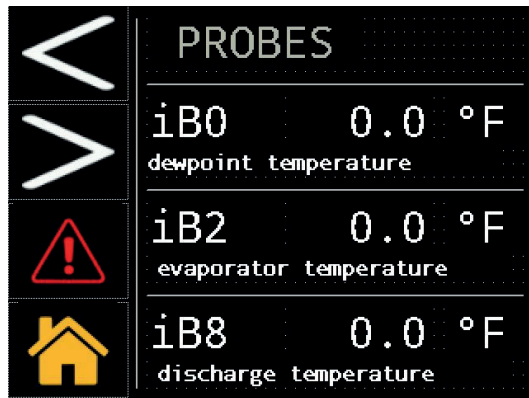 PROBES
iB0 0.0 °F
dewpoint temperature
iB2 0.0 °F
evaporator temperature
iB8 0.0 °F
discharge temperature